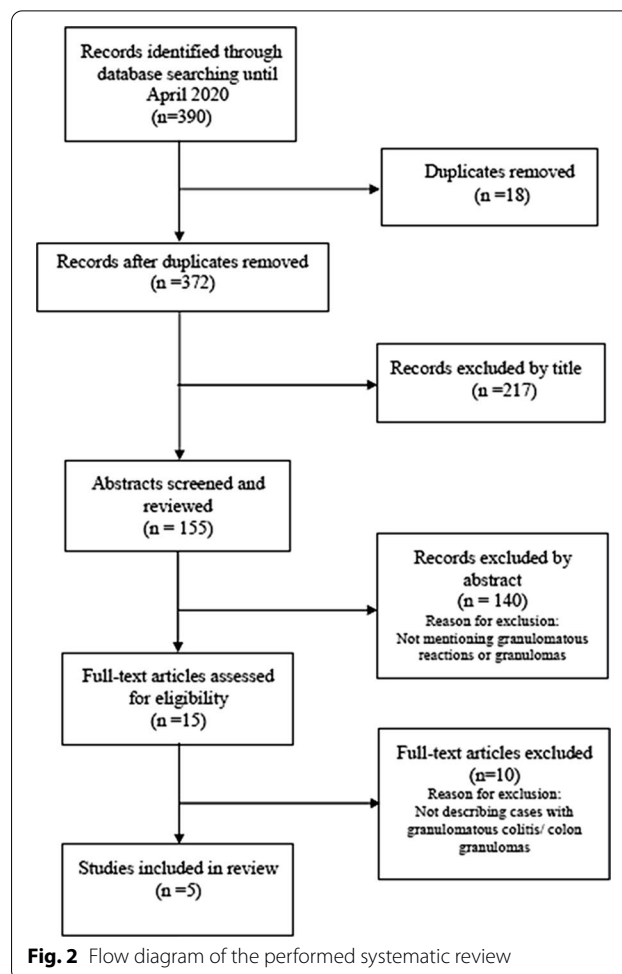 Records identified through
database searching until
April 2020
(n=390)
Duplicates removed
(n =18)
Records after duplicates removed
(n =372)
Records excluded by title
(n =217)
Abstracts screened and
reviewed
(n = 155)
Records excluded by
abstract
(n = 140)
Reason for exclusion:
Not mentioning granulomatous
reactions or granulomas
Full-text articles assessed
for eligibility
(n =15)
Full-text articles excluded
(n=10)
Reason for exclusion:
Not describing cases with
granulomatous colitis/ colon
granulomas
Studies included in review
(n =5)
Fig. 2 Flow diagram of the performed systematic review